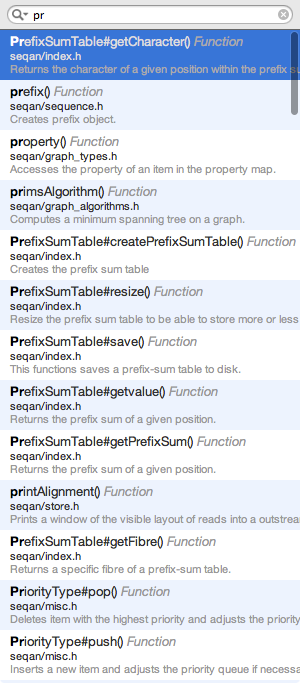 pr
PrefixSumTable#getCharacter() Function
seqan/index.h
Returns the character of a given position within the prefix
prefix() Function
seqan/sequence.h
Creates prefix object.
property() Function
seqan/graph_types.h
Accesses the property of an item in the property map.
primsAlgorithm() Function
seqan/graph_algorithms.h
Computes a minimum spanning tree on a graph.
PrefixSumTable#createPrefixSumTable() Function
seqan/index.h
Creates the prefix sum table
PrefixSumTable#resize() Function
seqan/index.h
Resize the prefix sum table to be able to store more or less
PrefixSumTable#save() Function
seqan/index.h
This functions saves a prefix-sum table to disk.
PrefixSumTable#getvalue() Function
seqan/index.h
Returns the prefix sum of a given position.
PrefixSumTable#getPrefixSum() Function
seqan/index.h
Returns the prefix sum of a given position.
printAlignment() Function
seqan/store.h
Prints a window of the visible layout of reads into a outstrea
PrefixSumTable#getFibre() Function
seqan/index.h
Returns a specific fibre of a prefix-sum table.
PriorityType#pop() Function
seqan/misc.h
Deletes item with the highest priority and adjusts the priority
PriorityType#push() Function
seqan/misc.h
Inserts a new item and adjusts the priority queue if necessa